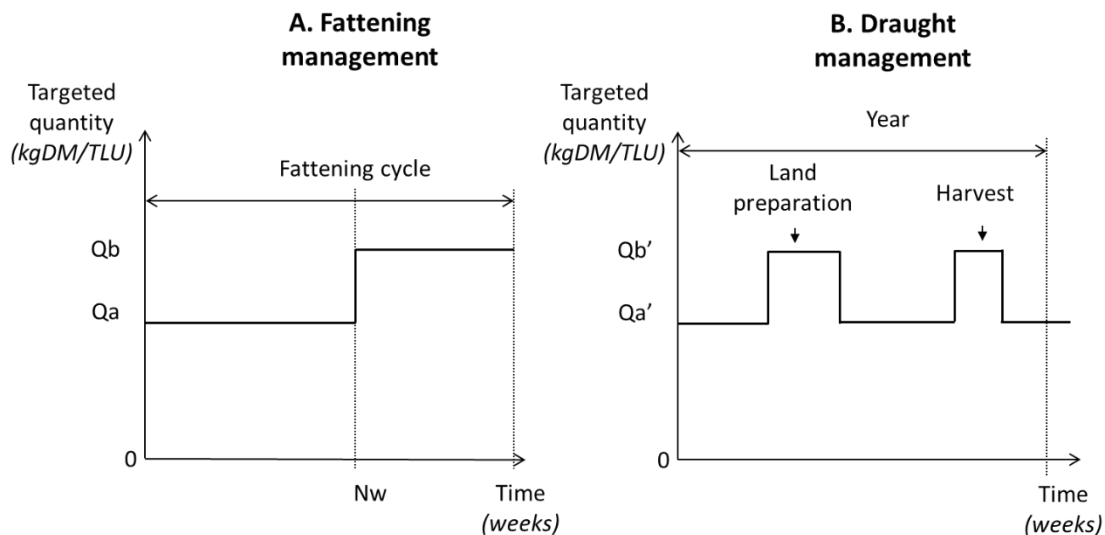 A. Fattening
management
Targeted
quantity
(kgDM/TLU)
Fattening cycle
Qb
Qa
0
Nw
Time
(weeks)
B. Draught
management
Targeted
quantity
(kgDM/TLU)
Year
Land
preparation
Harvest
Qb’
Qa’
0
Time
(weeks)